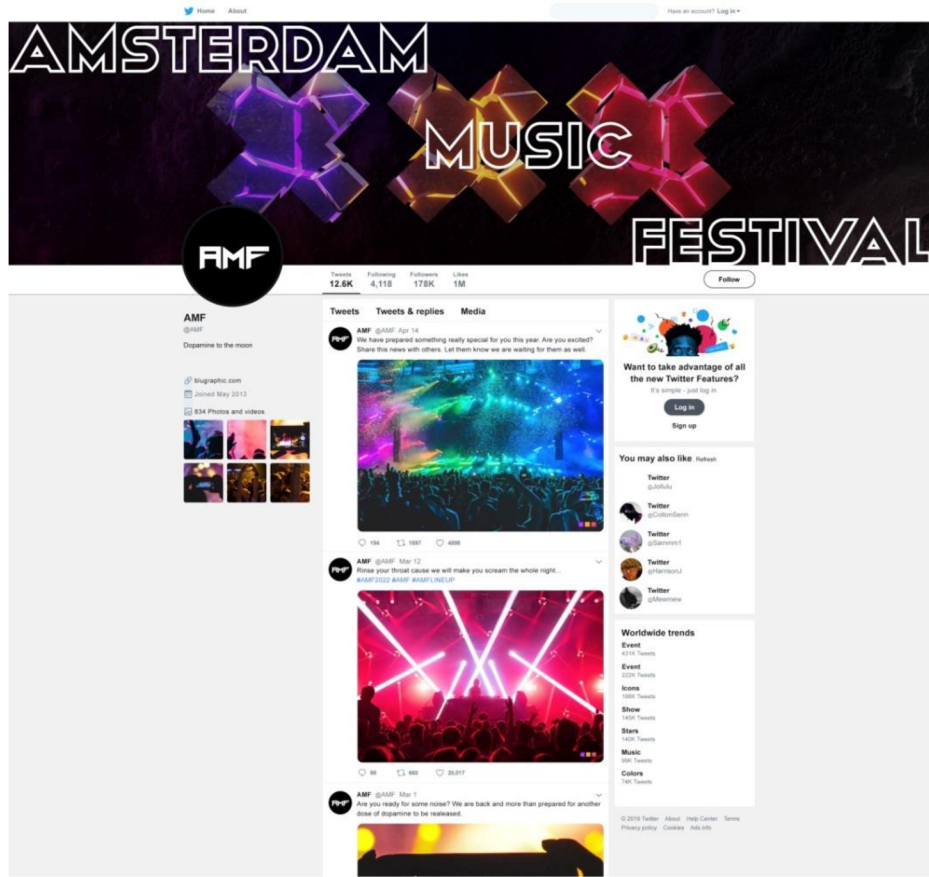 Home About
Have an account? Log in
AMSTERDAM
MUSIC
FESTIVAL
AMF
Tweets Following Followers Likes
12.6K 4,118 178K 1M
Follow
AMF
@AMF
Dopamine to the moon
blugraphic.com
Joined May 2013
834 Photos and videos
Tweets Tweets & replies Media
AMF @AMF Apr 14
We have prepared something really special for you this year. Are you excited?
Share this news with others. Let them know we are waiting for them as well.
194 1597 4698
AMF @AMF Mar 12
Rinse your throat cause we will make you scream the whole night...
#AMF2022 #AMF #AMFLINEUP
660 20,017
AMF @AMF Mar 1
Are you ready for some noise? We are back and more than prepared for another
dose of dopamine to be realeased.
Want to take advantage of all
the new Twitter Features?
It's simple - just log in
Log in
Sign up
You may also like Refresh
Twitter
@Jollulu
Twitter
@ColtonSenn
Twitter
@Sammm1
Twitter
@HarrisonJ
Twitter
@Mewmew
Worldwide trends
Event
431K Tweets
Event
222K Tweets
Icons
188K Tweets
Show
145K Tweets
Stars
140K Tweets
Music
Tweets
Colors
74K Tweets
© 2019 Twitter About Help Center Terms
Privacy policy Cookies Ads info